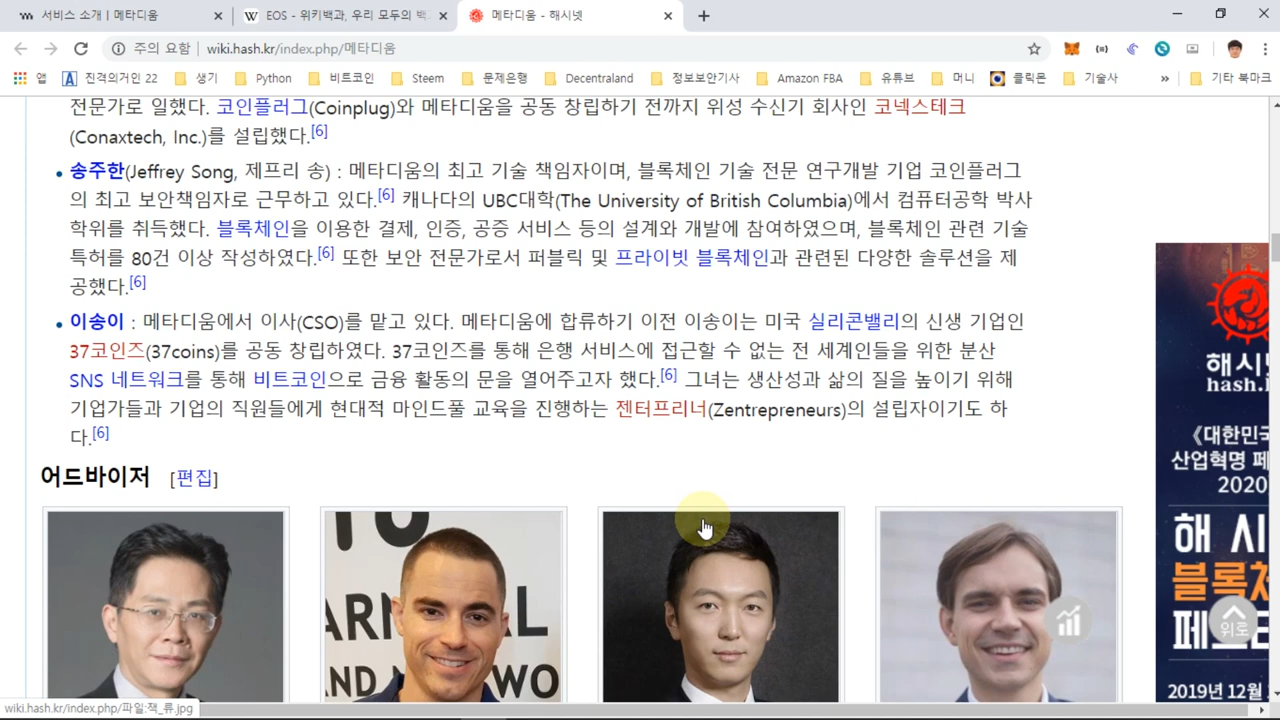 서비스 소개 | 메타디움
EOS - 위키백과, 우리 모두의 백
메타디움 - 해시넷
주의 요함
wiki.hash.kr/index.php/메타디움
앱
진격의거인 22
생기
Python
비트코인
Steem
문제은행
Decentraland
정보보안기사
Amazon FBA
유튜브
머니
클릭몬
기술사
»
기타 북마크
전문가로 일했다. 코인플러그(Coinplug)와 메타디움을 공동 창립하기 전까지 위성 수신기 회사인 코넥스테크
(Conaxtech, Inc.)를 설립했다.[6]
• 송주한(Jeffrey Song, 제프리 송) : 메타디움의 최고 기술 책임자이며, 블록체인 기술 전문 연구개발 기업 코인플러그
의 최고 보안책임자로 근무하고 있다.[6] 캐나다의 UBC대학(The University of British Columbia)에서 컴퓨터공학 박사
학위를 취득했다. 블록체인을 이용한 결제, 인증, 공증 서비스 등의 설계와 개발에 참여하였으며, 블록체인 관련 기술
특허를 80건 이상 작성하였다.[6] 또한 보안 전문가로서 퍼블릭 및 프라이빗 블록체인과 관련된 다양한 솔루션을 제
공했다.[6]
• 이송이 : 메타디움에서 이사(CSO)를 맡고 있다. 메타디움에 합류하기 이전 이송이는 미국 실리콘밸리의 신생 기업인
37코인즈(37coins)를 공동 창립하였다. 37코인즈를 통해 은행 서비스에 접근할 수 없는 전 세계인들을 위한 분산
SNS 네트워크를 통해 비트코인으로 금융 활동의 문을 열어주고자 했다.[6] 그녀는 생산성과 삶의 질을 높이기 위해
기업가들과 기업의 직원들에게 현대적 마인드풀 교육을 진행하는 젠터프리너(Zentrepreneurs)의 설립자이기도 하
다.[6]
어드바이저 [편집]
해시
hash.
《대한민국
산업혁명 페
2020
해 시
블록체
페스
위로
2019년 12월
wiki.hash.kr/index.php/파일:잭_류.jpg